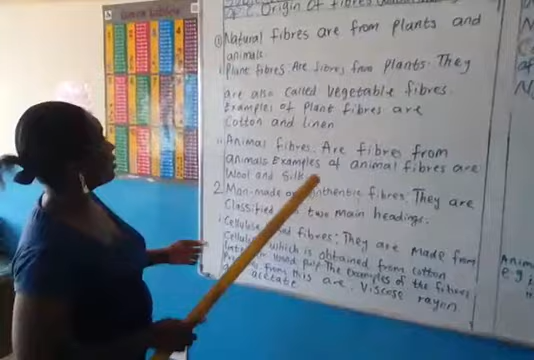 of C. Origin of fibres
① Natural fibres are from plants and
animals.
i Plant fibres: Are fibres from plants. They
are also called vegetable fibres.
Examples of plant fibres are
Cotton and linen
ii Animal fibres: Are fibres from
animals Examples of animal fibres are
Wool and Silk
2 Man-made fibres: They are
Classified two main headings.
i Cellulose fibres: They are made from
which is obtained from cotton
wood pulp. The examples of the fibres
from this are. Viscose rayon
acetate
Anim
e.g